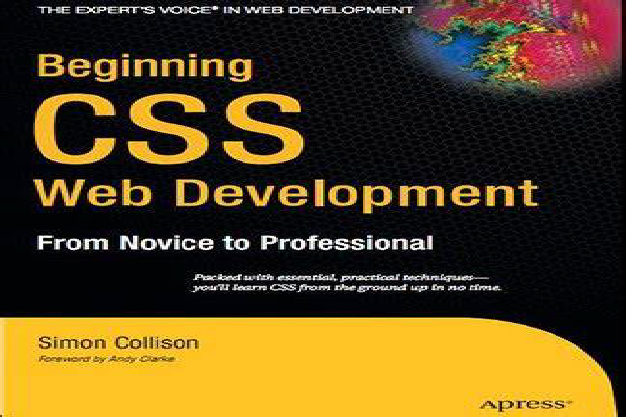 THE EXPERT'S VOICE® IN WEB DEVELOPMENT
Beginning
CSS
Web Development
From Novice to Professional
Packed with essential, practical techniques—
you'll learn CSS from the ground up in no time.
Simon Collison
Foreword by Andy Clarke
Apress®